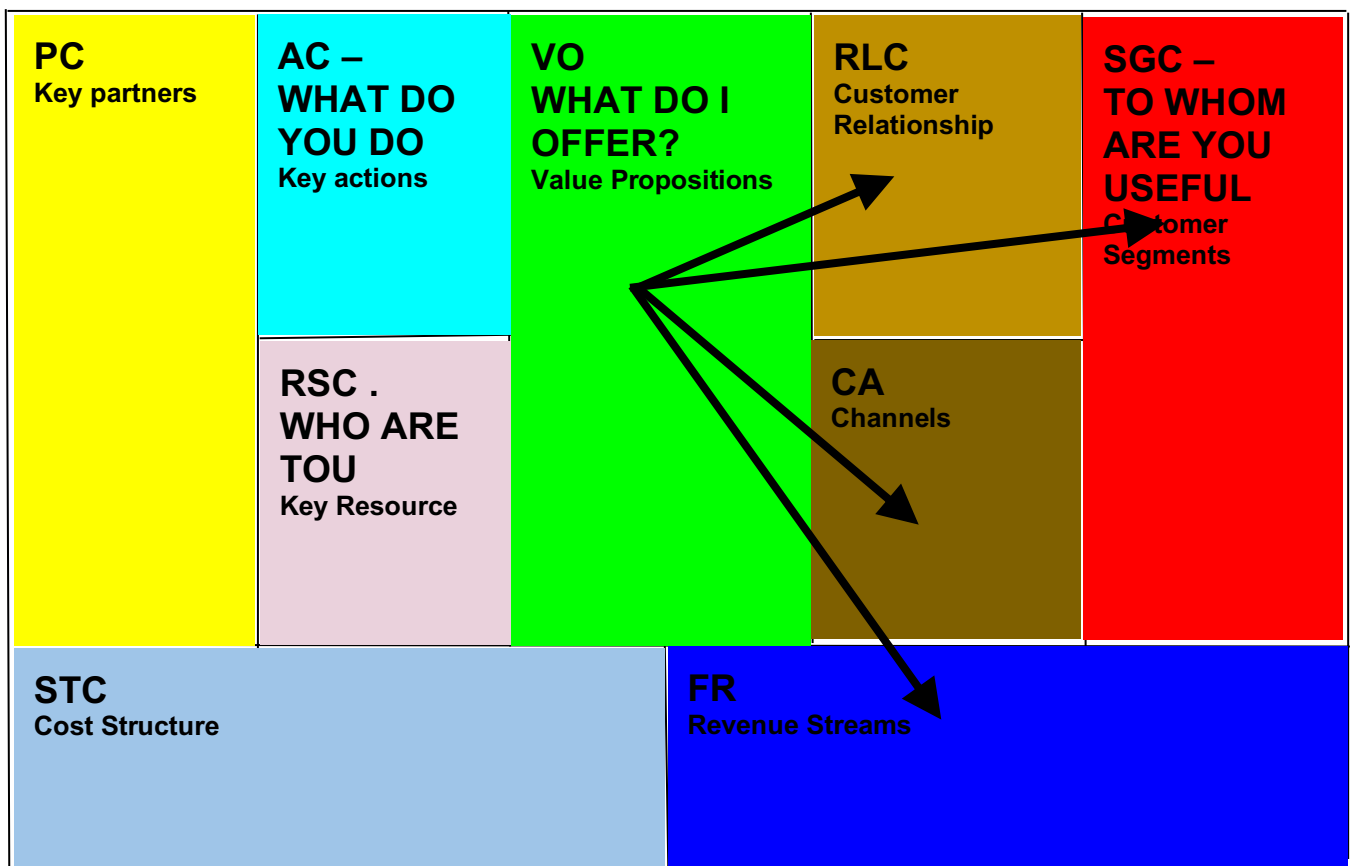 PC
Key partners
AC –
WHAT DO
YOU DO
Key actions
RSC .
WHO ARE
TOU
Key Resource
VO
WHAT DO I
OFFER?
Value Propositions
RLC
Customer
Relationship
CA
Channels
SGC –
TO WHOM
ARE YOU
USEFUL
Customer
Segments
STC
Cost Structure
FR
Revenue Streams